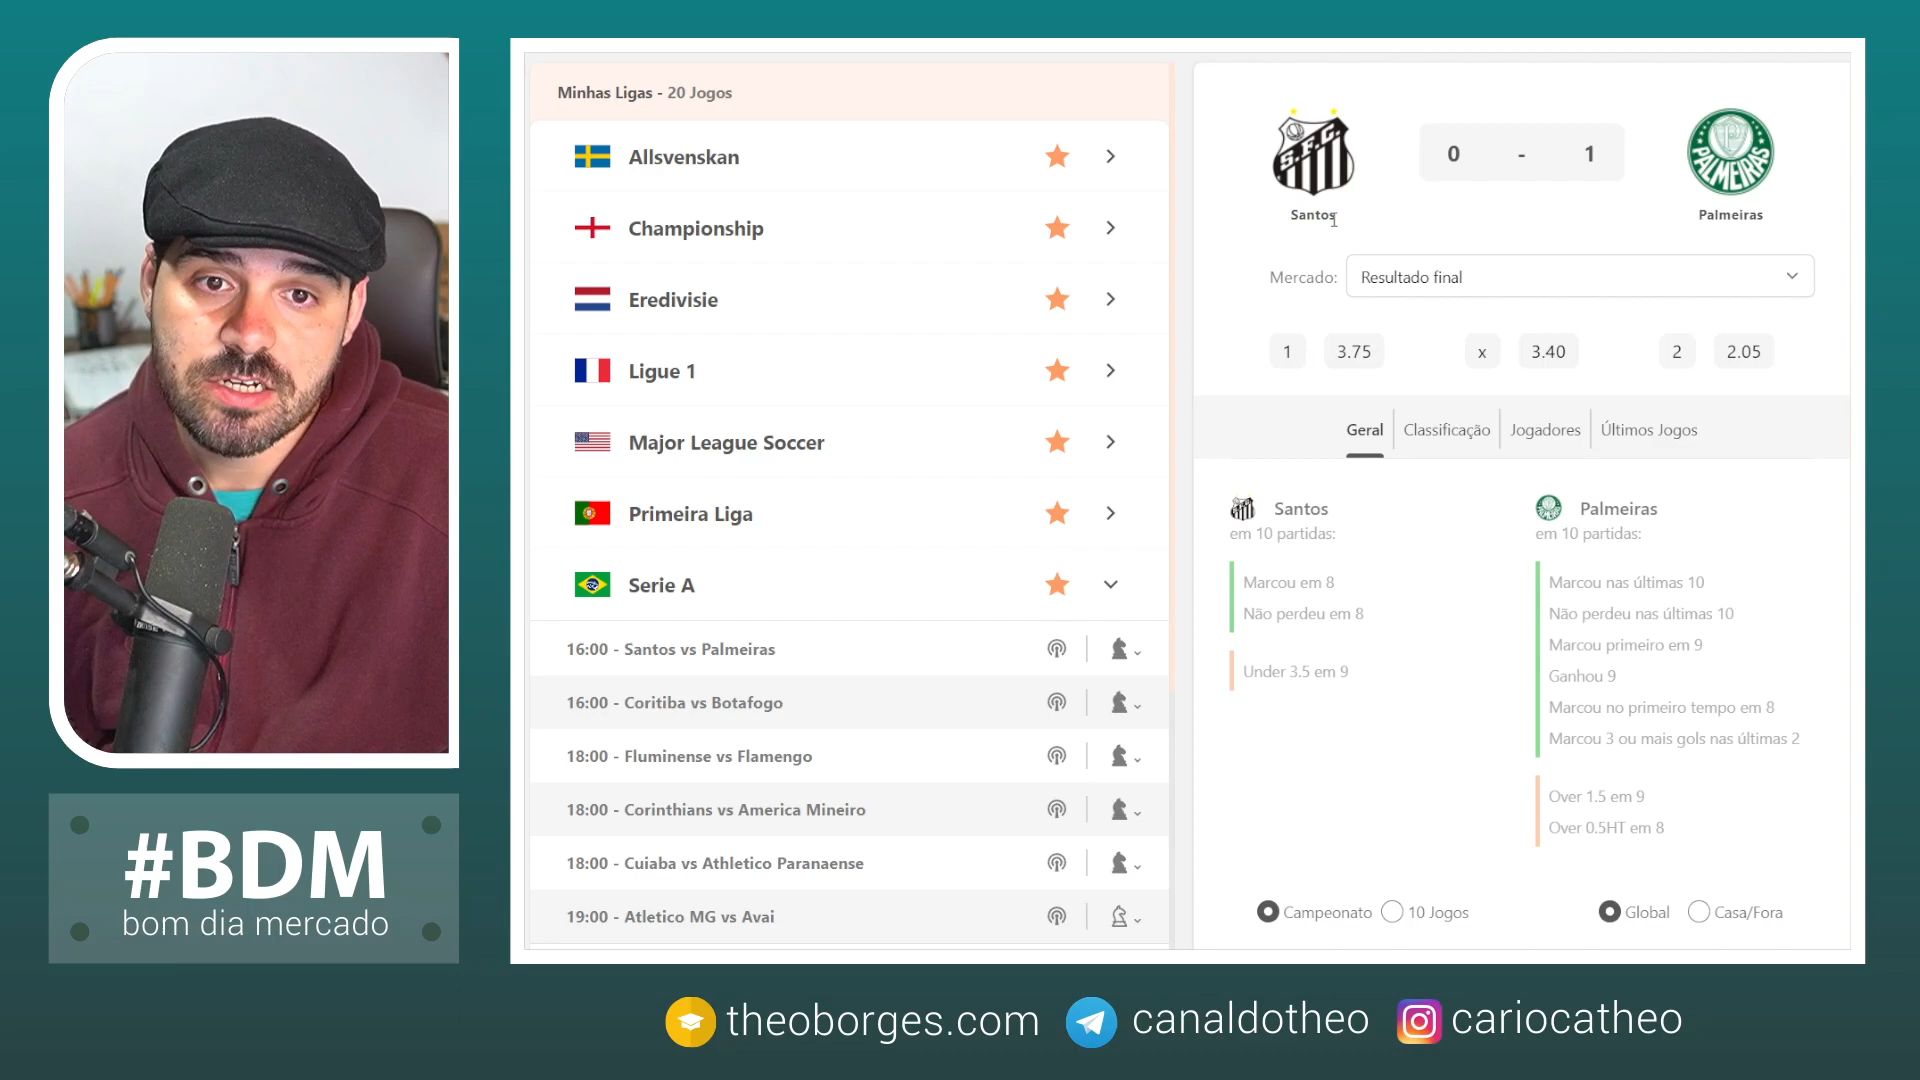 Minhas Ligas - 20 Jogos
Allsvenskan
Championship
Eredivisie
Ligue 1
Major League Soccer
Primeira Liga
Serie A
16:00 - Santos vs Palmeiras
16:00 - Coritiba vs Botafogo
18:00 - Fluminense vs Flamengo
18:00 - Corinthians vs America Mineiro
18:00 - Cuiaba vs Athletico Paranaense
19:00 - Atletico MG vs Avai
S.F.C.
PALMEIRAS
0 - 1
Santos
Palmeiras
Mercado: Resultado final
1 3.75 x 3.40 2 2.05
Geral Classificação Jogadores Últimos Jogos
Santos
em 10 partidas:
Marcou em 8
Não perdeu em 8
Under 3.5 em 9
Palmeiras
em 10 partidas:
Marcou nas últimas 10
Não perdeu nas últimas 10
Marcou primeiro em 9
Ganhou 9
Marcou no primeiro tempo em 8
Marcou 3 ou mais gols nas últimas 2
Over 1.5 em 9
Over 0.5HT em 8
Campeonato 10 Jogos Global Casa/Fora
#BDM
bom dia mercado
theoborges.com canaldotheo cariocatheo